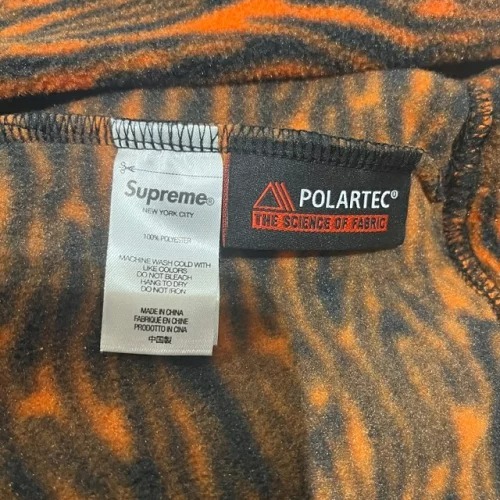 Supreme®
NEW YORK CITY
100% POLYESTER
MACHINE WASH COLD WITH
LIKE COLORS
DO NOT BLEACH
HANG TO DRY
DO NOT IRON
MADE IN CHINA
FABRIQUÉ EN CHINE
PRODOTTO IN CINA
中国製
POLARTEC®
THE SCIENCE OF FABRIC